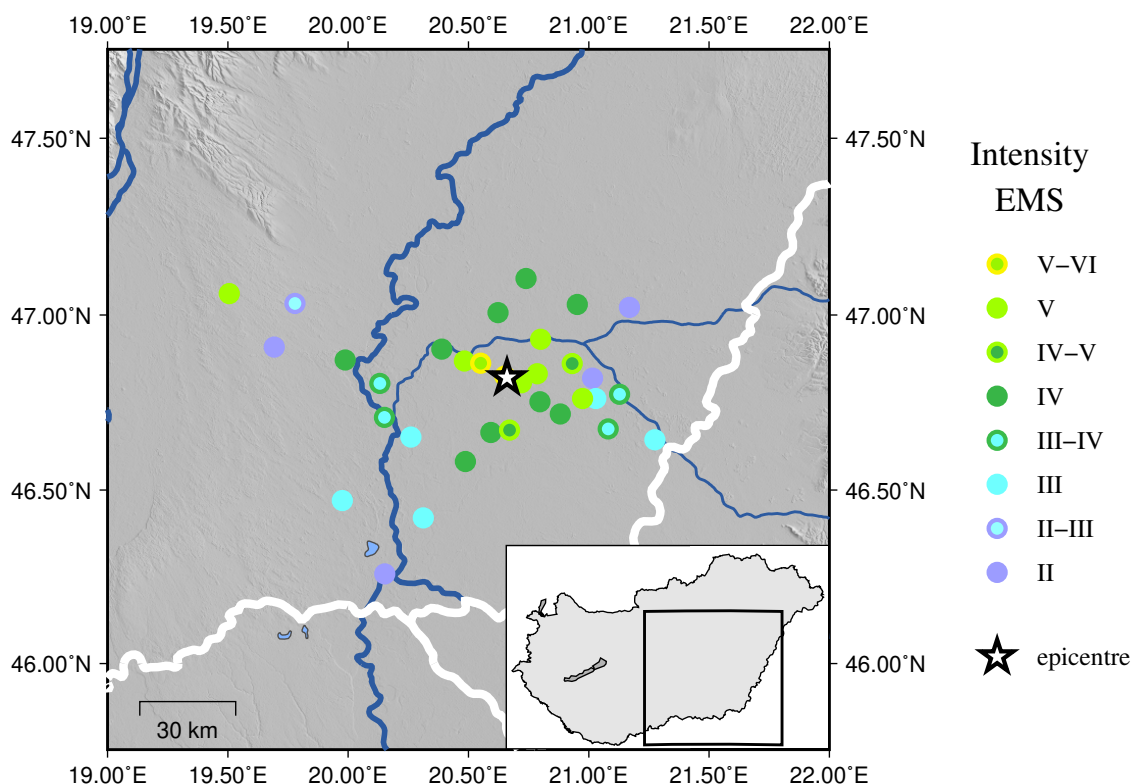 19.00˚E 19.50˚E 20.00˚E 20.50˚E 21.00˚E 21.50˚E 22.00˚E
47.50˚N 47.50˚N
47.00˚N 47.00˚N
46.50˚N 46.50˚N
46.00˚N 46.00˚N
30 km
19.00˚E 19.50˚E 20.00˚E 20.50˚E 21.00˚E 21.50˚E 22.00˚E
Intensity
EMS
V−VI
V
IV−V
IV
III−IV
III
II−III
II
epicentre